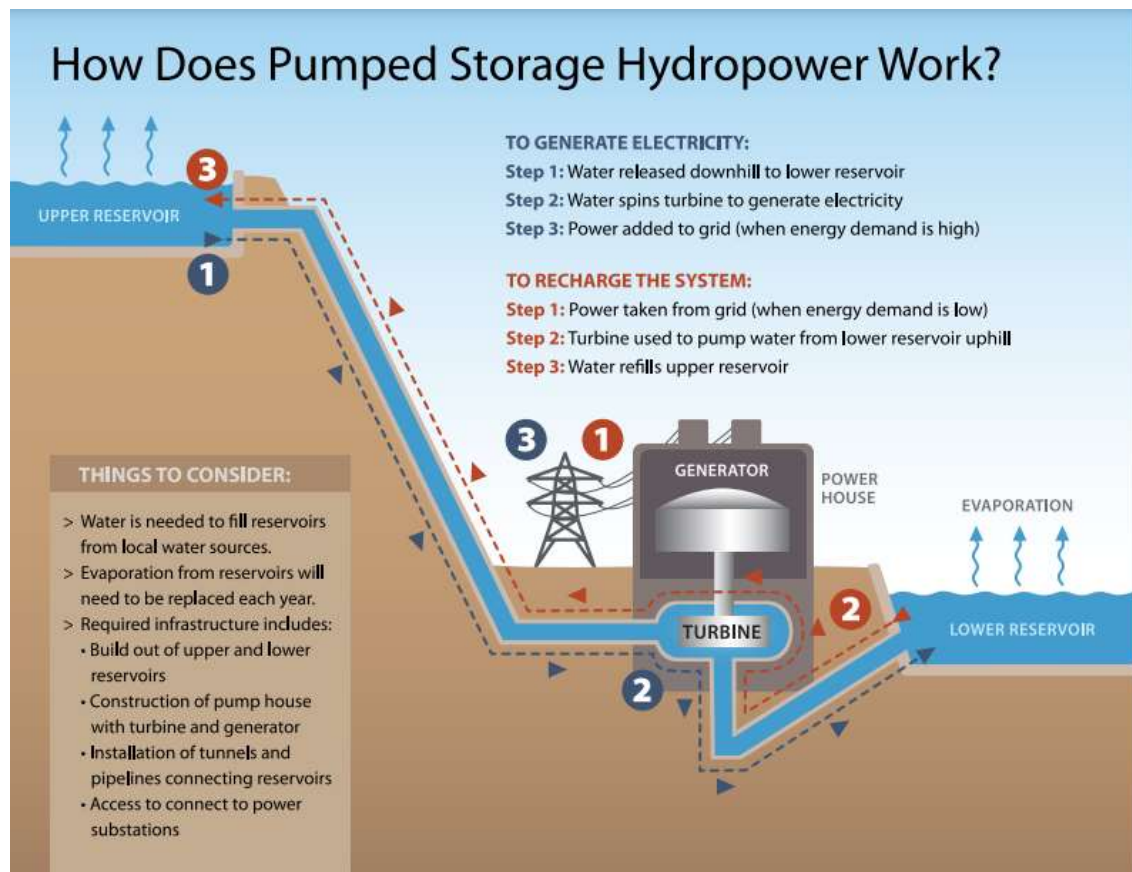 How Does Pumped Storage Hydropower Work?
TO GENERATE ELECTRICITY:
Step 1: Water released downhill to lower reservoir
Step 2: Water spins turbine to generate electricity
Step 3: Power added to grid (when energy demand is high)
TO RECHARGE THE SYSTEM:
Step 1: Power taken from grid (when energy demand is low)
Step 2: Turbine used to pump water from lower reservoir uphill
Step 3: Water refills upper reservoir
3
UPPER RESERVOIR
1
3
1
GENERATOR
POWER
HOUSE
EVAPORATION
2
TURBINE
LOWER RESERVOIR
2
THINGS TO CONSIDER:
> Water is needed to fill reservoirs
from local water sources.
> Evaporation from reservoirs will
need to be replaced each year.
> Required infrastructure includes:
• Build out of upper and lower
reservoirs
• Construction of pump house
with turbine and generator
• Installation of tunnels and
pipelines connecting reservoirs
• Access to connect to power
substations